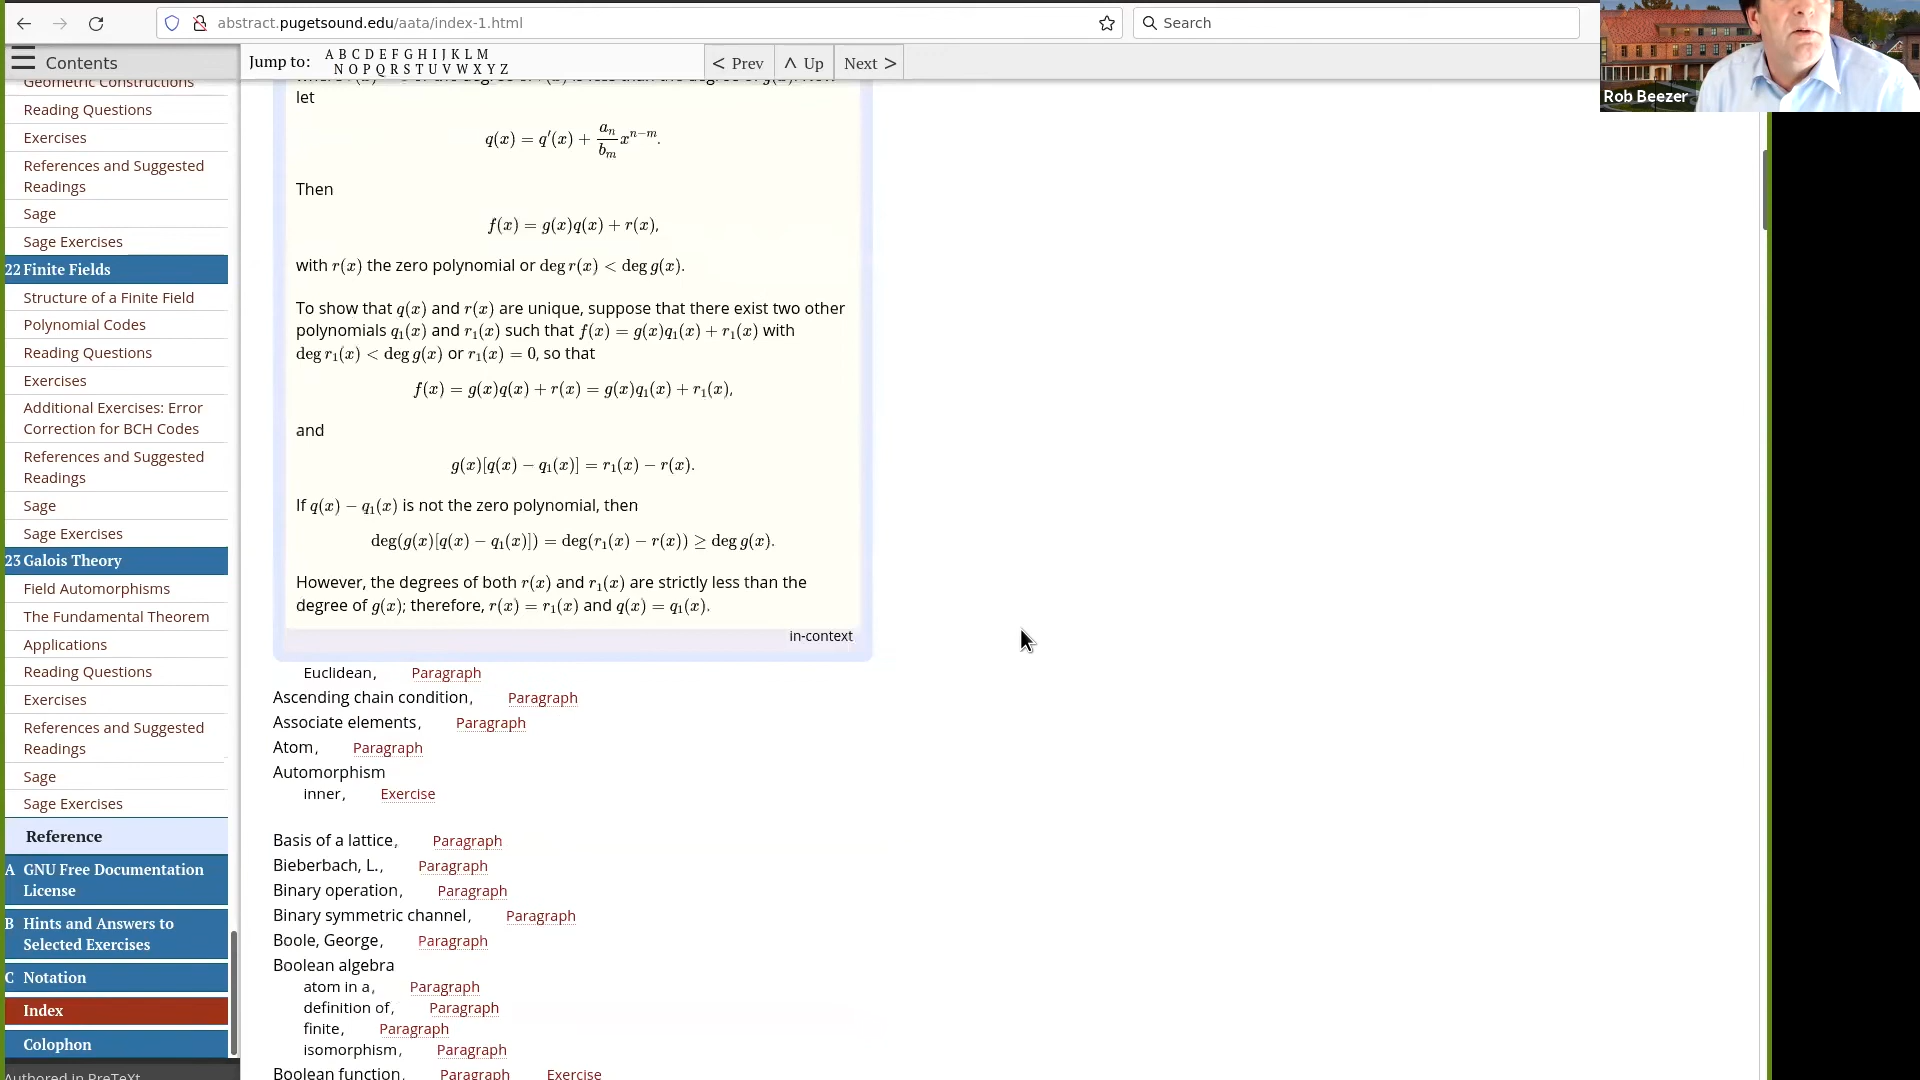 abstract.pugetsound.edu/aata/index-1.html
Search
Rob Beezer
Contents
Jump to:
A B C D E F G H I J K L M
N O P Q R S T U V W X Y Z
< Prev
Up
Next >
Geometric Constructions
Reading Questions
Exercises
References and Suggested
Readings
Sage
Sage Exercises
22 Finite Fields
Structure of a Finite Field
Polynomial Codes
Reading Questions
Exercises
Additional Exercises: Error
Correction for BCH Codes
References and Suggested
Readings
Sage
Sage Exercises
23 Galois Theory
Field Automorphisms
The Fundamental Theorem
Applications
Reading Questions
Exercises
References and Suggested
Readings
Sage
Sage Exercises
Reference
A GNU Free Documentation
License
B Hints and Answers to
Selected Exercises
C Notation
Index
Colophon
Authored in PreTeXt
let
q(x) = q′(x) + aₙ/bₘ xⁿ⁻ᵐ.
Then
f(x) = g(x)q(x) + r(x),
with r(x) the zero polynomial or deg r(x) < deg g(x).
To show that q(x) and r(x) are unique, suppose that there exist two other
polynomials q₁(x) and r₁(x) such that f(x) = g(x)q₁(x) + r₁(x) with
deg r₁(x) < deg g(x) or r₁(x) = 0, so that
f(x) = g(x)q(x) + r(x) = g(x)q₁(x) + r₁(x),
and
g(x)[q(x) − q₁(x)] = r₁(x) − r(x).
If q(x) − q₁(x) is not the zero polynomial, then
deg(g(x)[q(x) − q₁(x)]) = deg(r₁(x) − r(x)) ≥ deg g(x).
However, the degrees of both r(x) and r₁(x) are strictly less than the
degree of g(x); therefore, r(x) = r₁(x) and q(x) = q₁(x).
in-context
Euclidean, Paragraph
Ascending chain condition, Paragraph
Associate elements, Paragraph
Atom, Paragraph
Automorphism
inner, Exercise
Basis of a lattice, Paragraph
Bieberbach, L., Paragraph
Binary operation, Paragraph
Binary symmetric channel, Paragraph
Boole, George, Paragraph
Boolean algebra
atom in a, Paragraph
definition of, Paragraph
finite, Paragraph
isomorphism, Paragraph
Boolean function, Paragraph Exercise